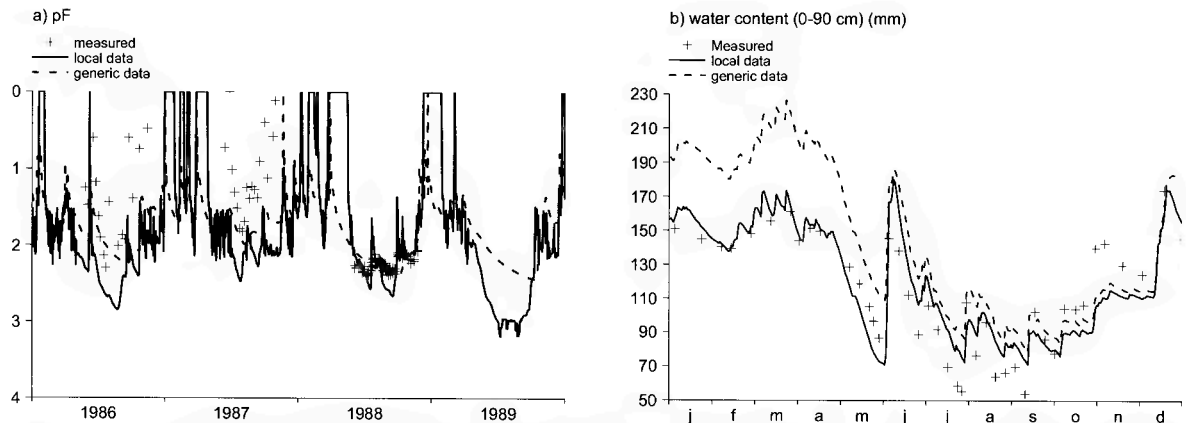 a) pF
measured
local data
generic data
0
1
2
3
4
1986 1987 1988 1989
b) water content (0-90 cm) (mm)
Measured
local data
generic data
230
210
190
170
150
130
110
90
70
50
j f m a m j j a s o n d